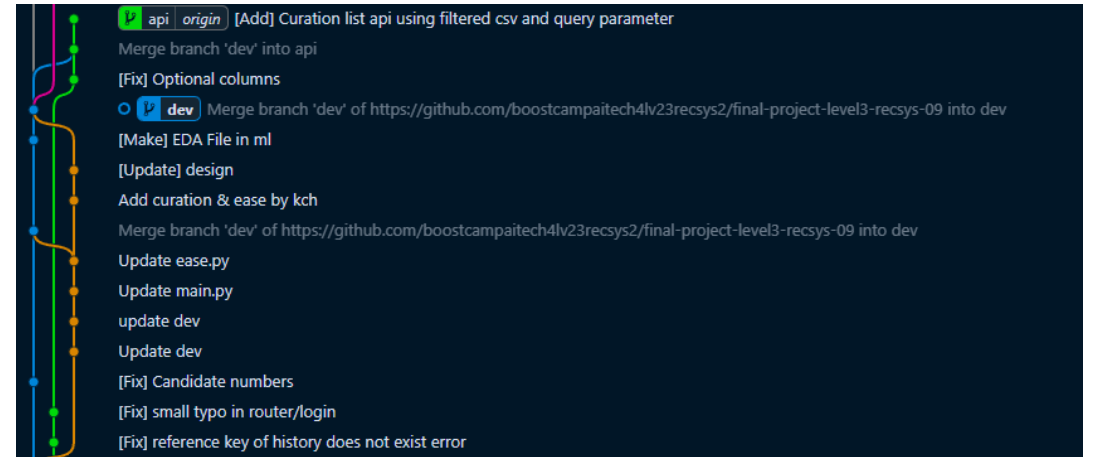 api origin [Add] Curation list api using filtered csv and query parameter
Merge branch 'dev' into api
[Fix] Optional columns
dev Merge branch 'dev' of https://github.com/boostcampaitech4lv23recsys2/final-project-level3-recsys-09 into dev
[Make] EDA File in ml
[Update] design
Add curation & ease by kch
Merge branch 'dev' of https://github.com/boostcampaitech4lv23recsys2/final-project-level3-recsys-09 into dev
Update ease.py
Update main.py
update dev
Update dev
[Fix] Candidate numbers
[Fix] small typo in router/login
[Fix] reference key of history does not exist error